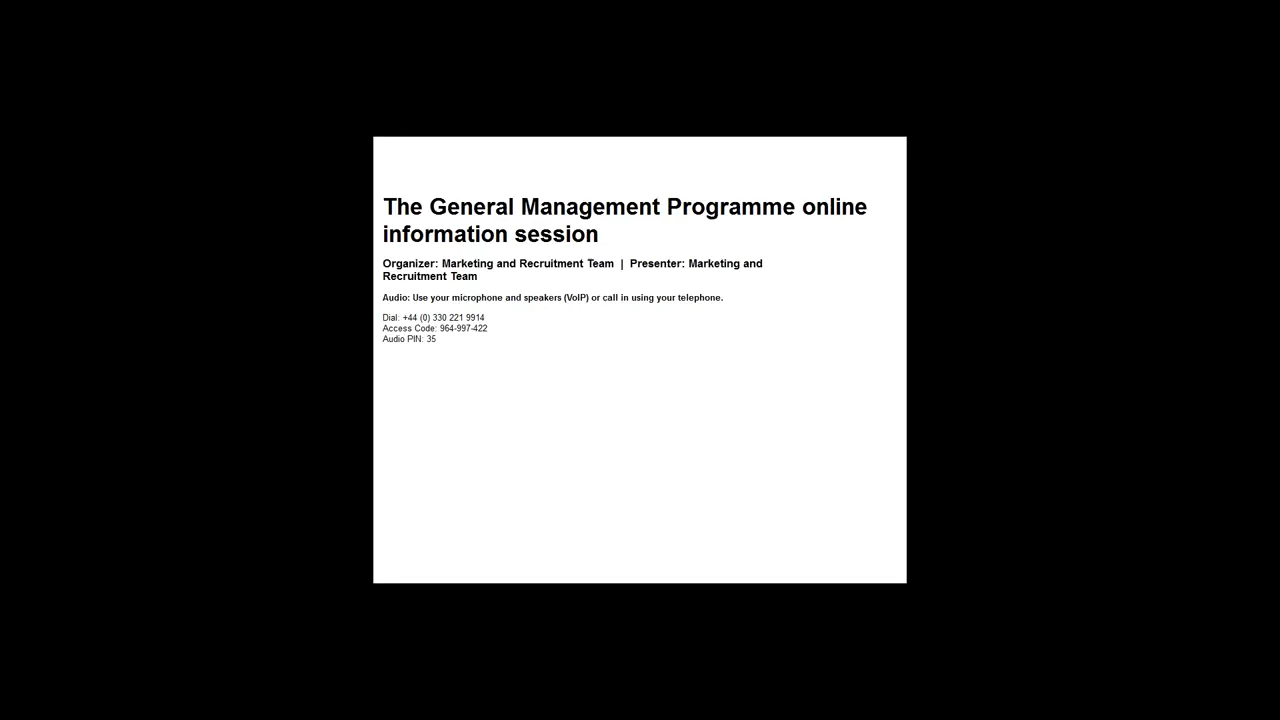 The General Management Programme online
information session
Organizer: Marketing and Recruitment Team | Presenter: Marketing and
Recruitment Team
Audio: Use your microphone and speakers (VoIP) or call in using your telephone.
Dial: +44 (0) 330 221 9914
Access Code: 964-997-422
Audio PIN: 35